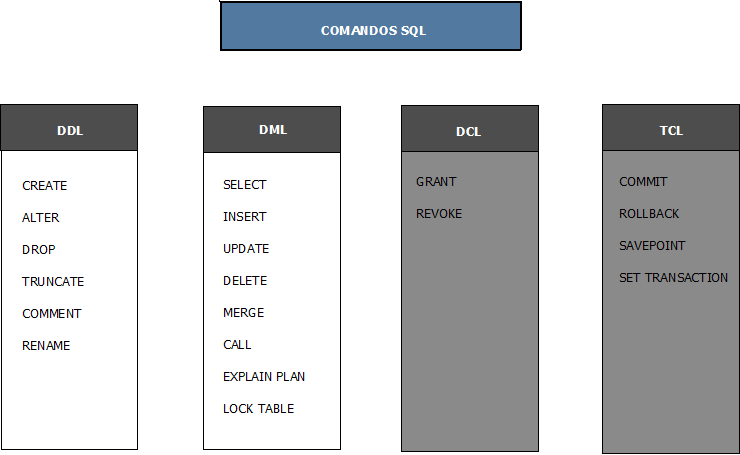 COMANDOS SQL
DDL
CREATE
ALTER
DROP
TRUNCATE
COMMENT
RENAME
DML
SELECT
INSERT
UPDATE
DELETE
MERGE
CALL
EXPLAIN PLAN
LOCK TABLE
DCL
GRANT
REVOKE
TCL
COMMIT
ROLLBACK
SAVEPOINT
SET TRANSACTION